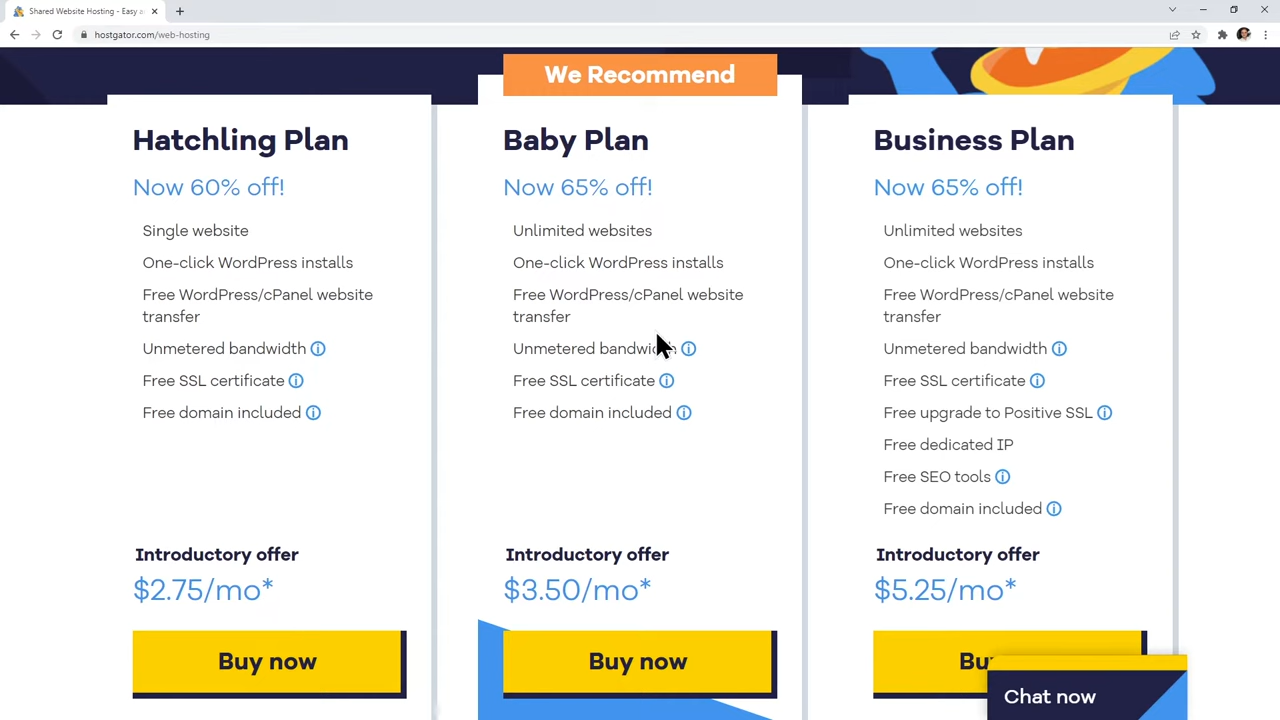 Shared Website Hosting - Easy a
hostgator.com/web-hosting
We Recommend
Hatchling Plan
Now 60% off!
Single website
One-click WordPress installs
Free WordPress/cPanel website
transfer
Unmetered bandwidth
Free SSL certificate
Free domain included
Introductory offer
$2.75/mo*
Buy now
Baby Plan
Now 65% off!
Unlimited websites
One-click WordPress installs
Free WordPress/cPanel website
transfer
Unmetered bandwidth
Free SSL certificate
Free domain included
Introductory offer
$3.50/mo*
Buy now
Business Plan
Now 65% off!
Unlimited websites
One-click WordPress installs
Free WordPress/cPanel website
transfer
Unmetered bandwidth
Free SSL certificate
Free upgrade to Positive SSL
Free dedicated IP
Free SEO tools
Free domain included
Introductory offer
$5.25/mo*
Bu
Chat now